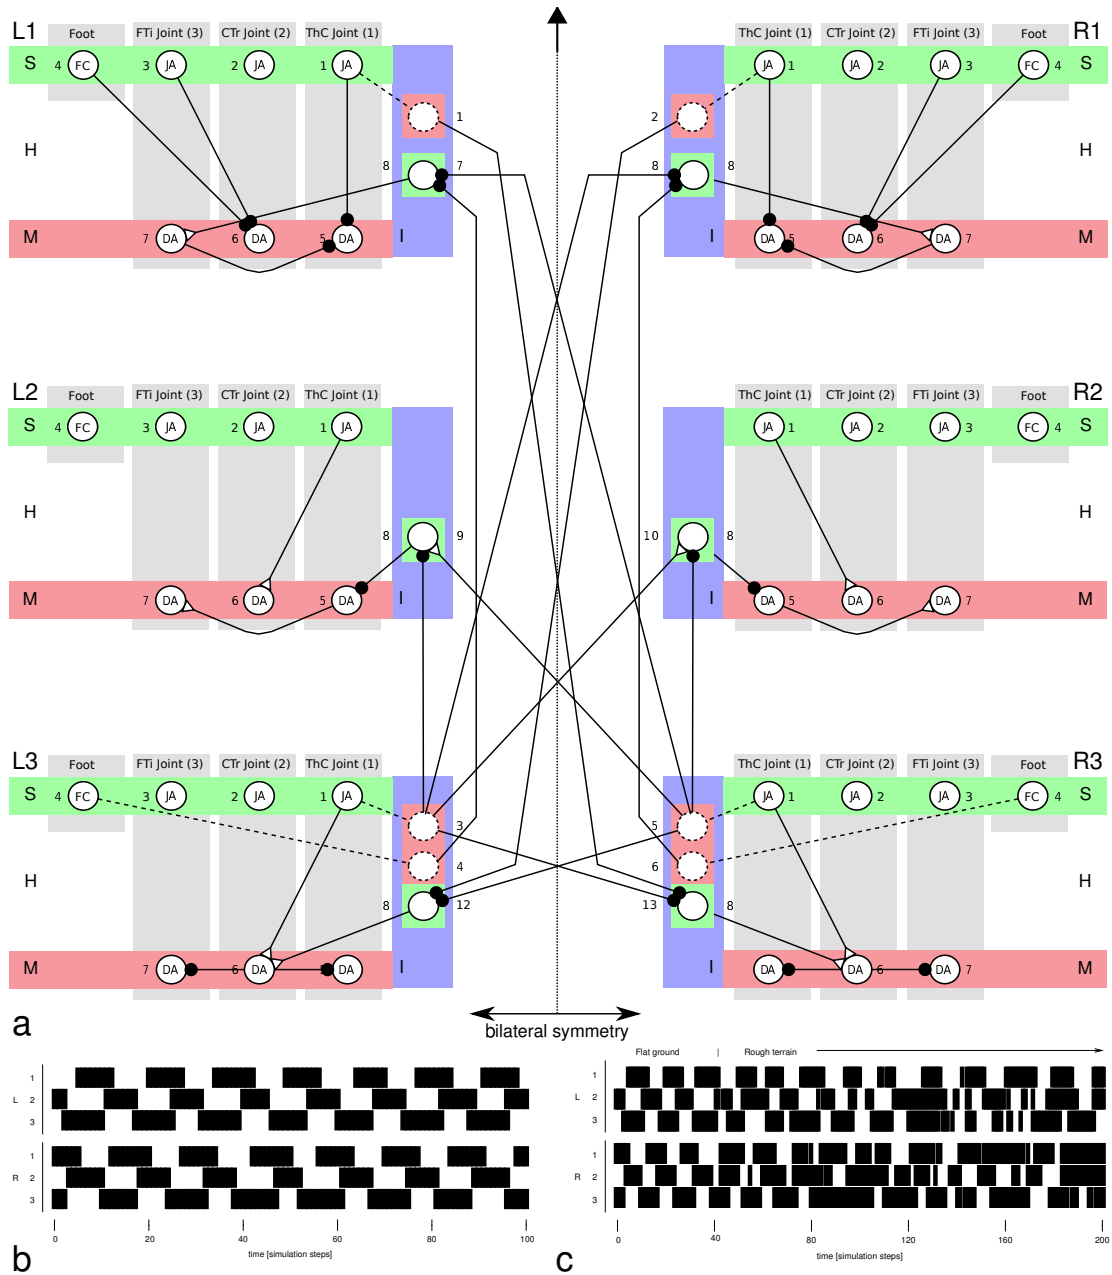 L1 R1
Foot FTi Joint (3) CTr Joint (2) ThC Joint (1) ThC Joint (1) CTr Joint (2) FTi Joint (3) Foot
S 4 FC 3 JA 2 JA 1 JA JA 1 JA 2 JA 3 FC 4 S
1 2
H 8 7 8 8 H
M 7 DA 6 DA 5 DA I I DA 5 DA 6 DA 7 M
L2 R2
Foot FTi Joint (3) CTr Joint (2) ThC Joint (1) ThC Joint (1) CTr Joint (2) FTi Joint (3) Foot
S 4 FC 3 JA 2 JA 1 JA JA 1 JA 2 JA 3 FC 4 S
H H
8 9 10 8
M 7 DA 6 DA 5 DA I I DA 5 DA 6 DA 7 M
L3 R3
Foot FTi Joint (3) CTr Joint (2) ThC Joint (1) ThC Joint (1) CTr Joint (2) FTi Joint (3) Foot
S 4 FC 3 JA 2 JA 1 JA JA 1 JA 2 JA 3 FC 4 S
3 5
4 6
H H
8 12 13 8
M 7 DA 6 DA DA I I DA DA 6 DA 7 M
a
bilateral symmetry
1
L 2
3
1
R 2
3
0 20 40 60 80 100
time [simulation steps]
b
Flat ground | Rough terrain
1
L 2
3
1
R 2
3
0 40 80 120 160 200
time [simulation steps]
c